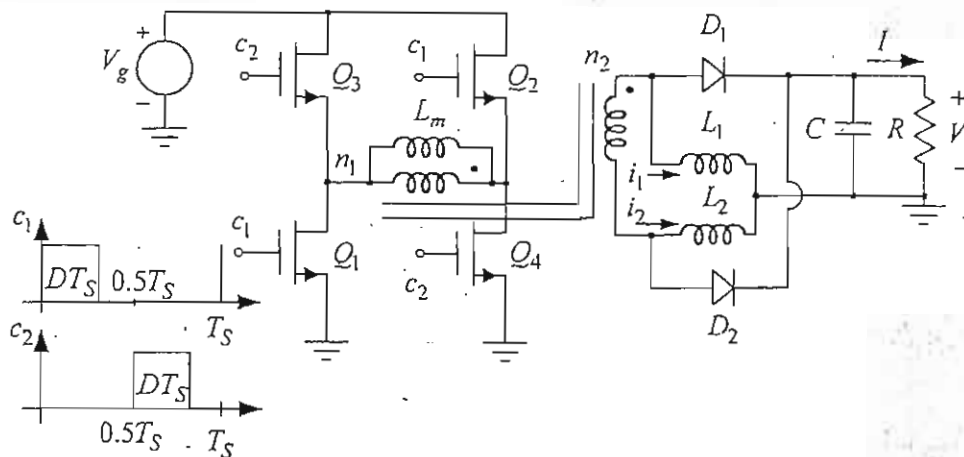 +
V_g
−
c_2
Q_3
c_1
Q_2
L_m
n_1
n_2
D_1
I
L_1
i_1
L_2
i_2
C
R
+
V
−
D_2
c_1
Q_1
c_2
Q_4
c_1
DT_S
0.5T_S
T_S
c_2
DT_S
0.5T_S
T_S